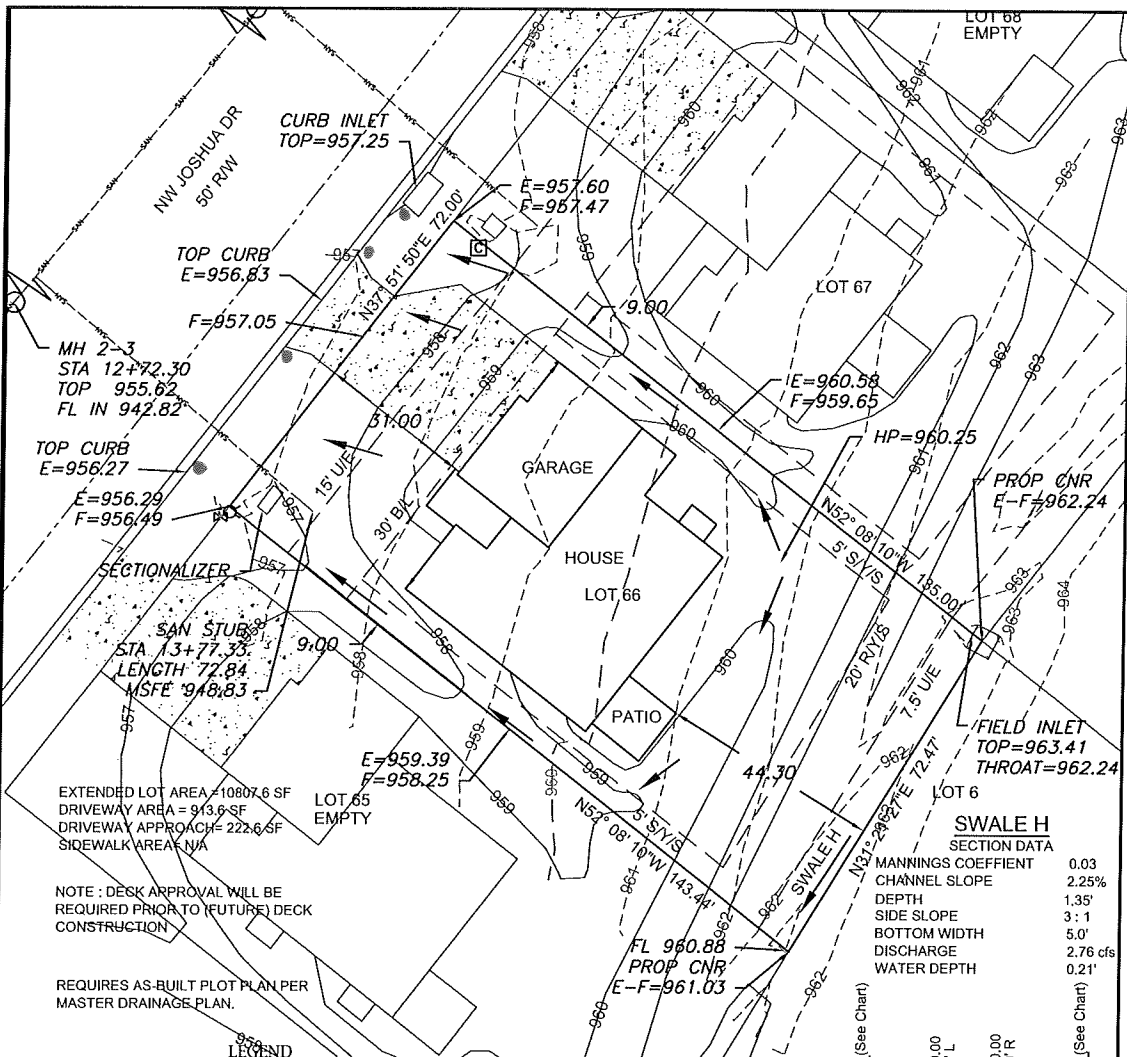 LOT 68
EMPTY
NW JOSHUA DR
50' R/W
CURB INLET
TOP=957.25
E=957.60
F=957.47
TOP CURB
E=956.83
N37° 51' 50"E 72.00'
F=957.05
C
LOT 67
9.00
MH 2-3
STA 12+72.30
TOP 955.62
FL IN 942.82
E=960.58
F=959.65
HP=960.25
31.00
GARAGE
TOP CURB
E=956.27
15' U/E
E=956.29
F=956.49
30' B/L
PROP CNR
E-F=962.24
N52° 08' 10"W 135.00'
5' S/Y/S
HOUSE
LOT 66
SECTIONALIZER
SAN STUB
STA 13+77.33
LENGTH 72.84
MSFE 948.83
9.00
20' R/Y/S
7.5' U/E
PATIO
FIELD INLET
TOP=963.41
THROAT=962.24
E=959.39
F=958.25
44.30
N31° 21' 27"E 72.47'
LOT 6
EXTENDED LOT AREA =10807.6 SF
DRIVEWAY AREA = 913.6 SF
DRIVEWAY APPROACH= 222.6 SF
SIDEWALK AREA= N/A
LOT 65
EMPTY
5' S/Y/S
N52° 08' 10"W 143.44'
SWALE H
SWALE H
SECTION DATA
MANNINGS COEFFIENT 0.03
CHANNEL SLOPE 2.25%
DEPTH 1.35'
SIDE SLOPE 3 : 1
BOTTOM WIDTH 5.0'
DISCHARGE 2.76 cfs
WATER DEPTH 0.21'
NOTE : DECK APPROVAL WILL BE
REQUIRED PRIOR TO (FUTURE) DECK
CONSTRUCTION
FL 960.88
PROP CNR
E-F=961.03
REQUIRES AS-BUILT PLOT PLAN PER
MASTER DRAINAGE PLAN.
(See Chart)
(See Chart)
LEGEND